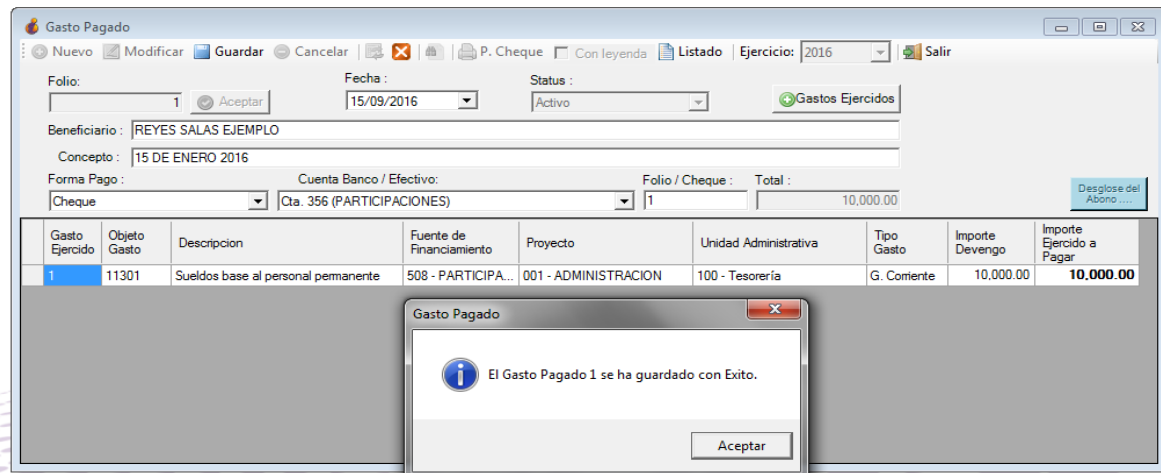 Gasto Pagado
Nuevo Modificar Guardar Cancelar P. Cheque Con leyenda Listado Ejercicio: 2016 Salir
Folio: Fecha : Status :
1 Aceptar 15/09/2016 Activo Gastos Ejercidos
Beneficiario : REYES SALAS EJEMPLO
Concepto : 15 DE ENERO 2016
Forma Pago : Cuenta Banco / Efectivo: Folio / Cheque : Total :
Cheque Cta. 356 (PARTICIPACIONES) 1 10,000.00
Desglose del
Abono ....
Gasto Ejercido Objeto Gasto Descripcion Fuente de Financiamiento Proyecto Unidad Administrativa Tipo Gasto Importe Devengo Importe Ejercido a Pagar
1 11301 Sueldos base al personal permanente 508 - PARTICIPA... 001 - ADMINISTRACION 100 - Tesorería G. Corriente 10,000.00 10,000.00
Gasto Pagado
El Gasto Pagado 1 se ha guardado con Exito.
Aceptar